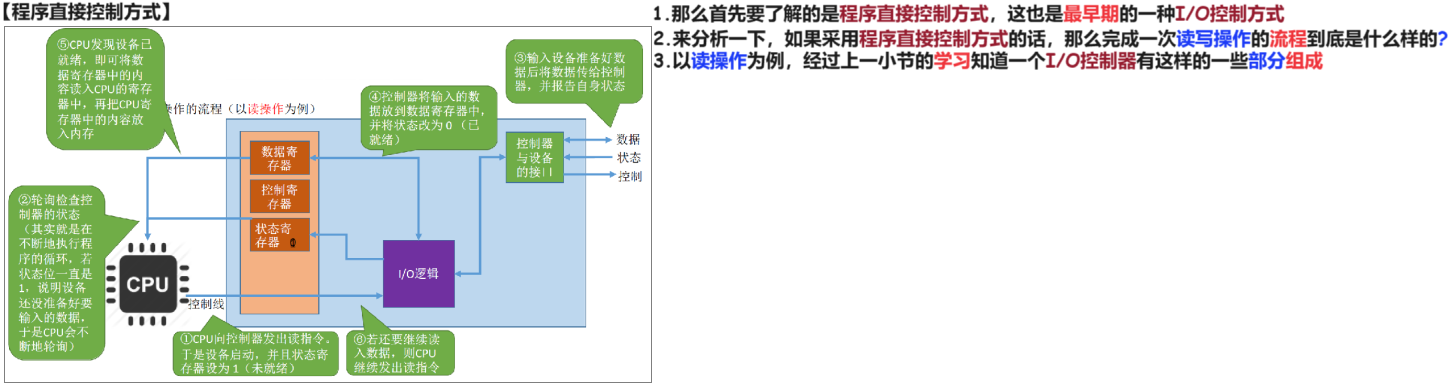 【程序直接控制方式】
⑤CPU发现设备已
就绪，即可将数
据寄存器中的内
容读入CPU的寄存
器中，再把CPU寄
存器中的内容放
入内存
操作的流程（以读操作为例）
④控制器将输入的数
据放到数据寄存器中，
并将状态改为0（已
就绪）
③输入设备准备好数
据后将数据传给控制
器，并报告自身状态
数据寄
存器
控制寄
存器
状态寄
存器 0
控制器
与设备
的接口
数据
状态
控制
②轮询检查控
制器的状态
（其实就是在
不断地执行程
序的循环，若
状态位一直是
1，说明设备
还没准备好要
输入的数据，
于是CPU会不
断地轮询）
CPU
I/O逻辑
控制线
①CPU向控制器发出读指令。
于是设备启动，并且状态寄
存器设为1（未就绪）
⑥若还要继续读
入数据，则CPU
继续发出读指令
1.那么首先要了解的是程序直接控制方式，这也是最早期的一种I/O控制方式
2.来分析一下，如果采用程序直接控制方式的话，那么完成一次读写操作的流程到底是什么样的?
3.以读操作为例，经过上一小节的学习知道一个I/O控制器有这样的一些部分组成